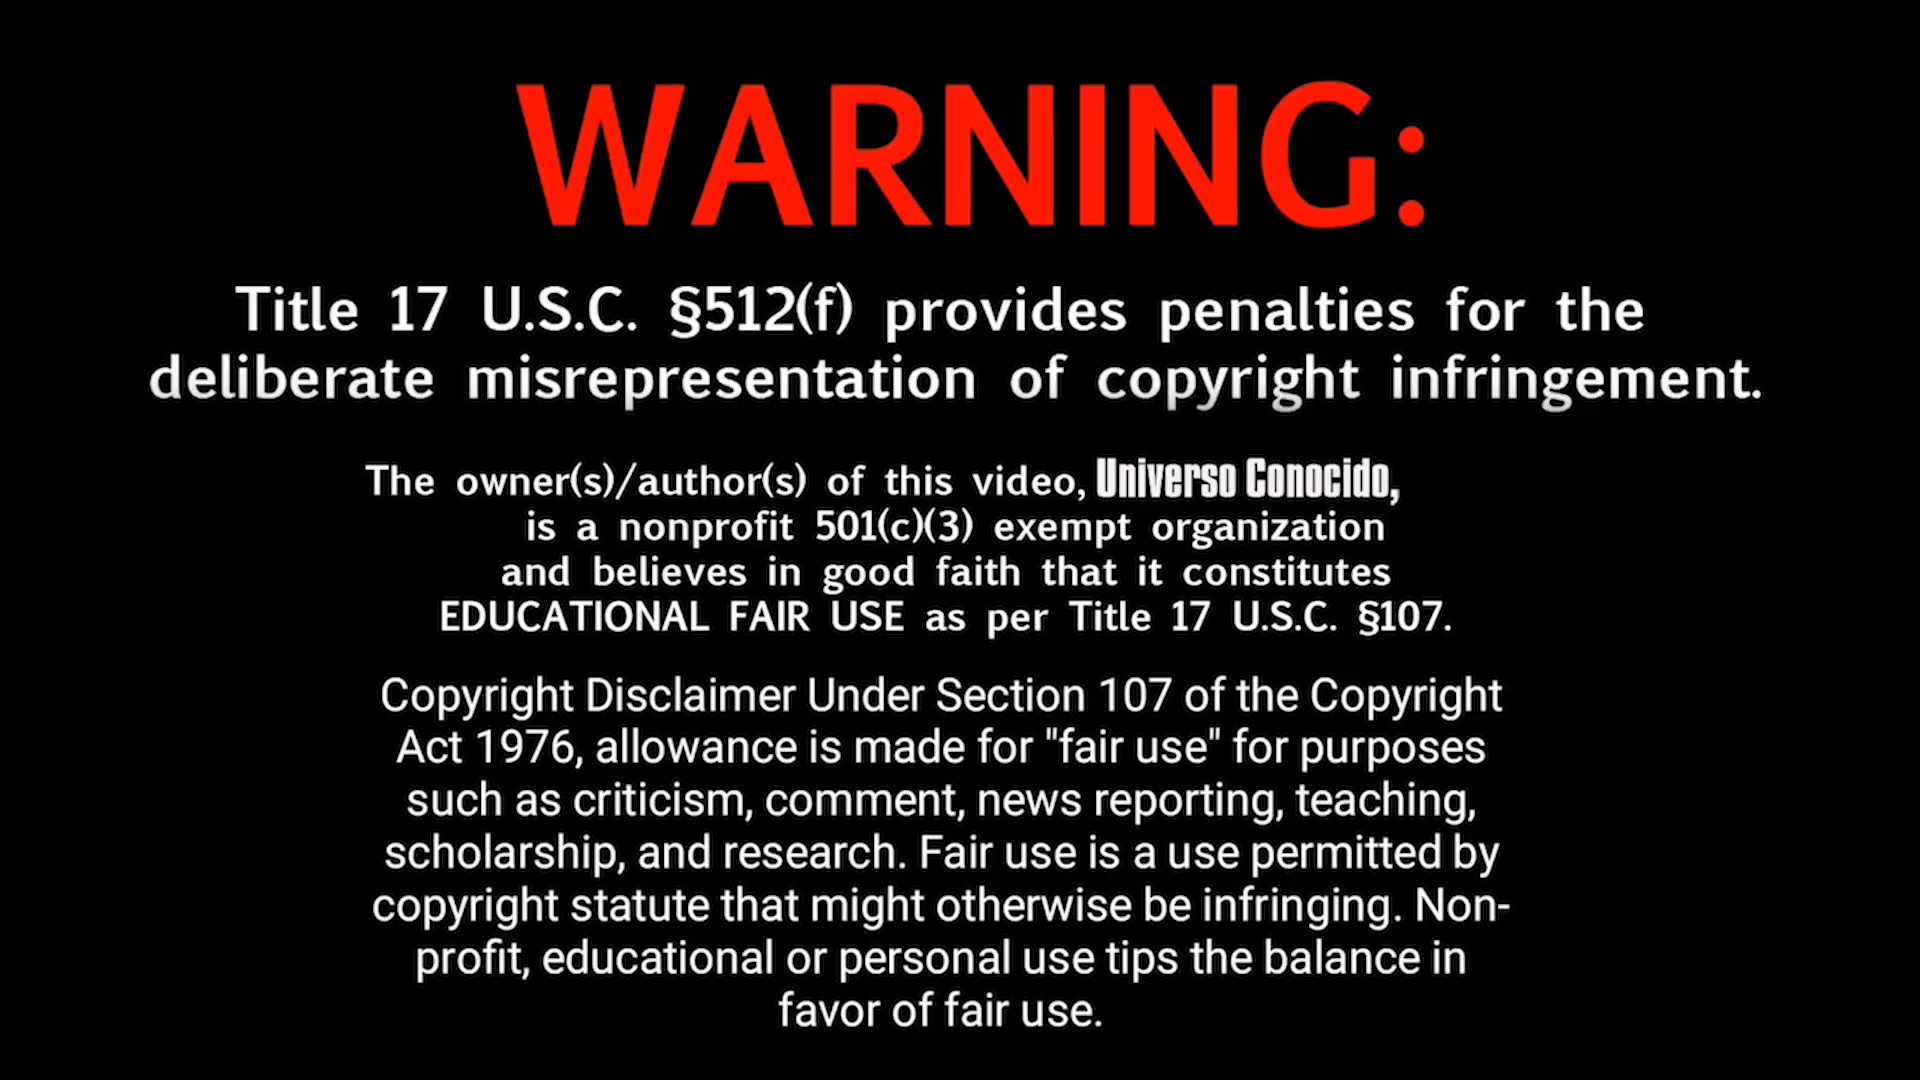 WARNING:
Title 17 U.S.C. §512(f) provides penalties for the
deliberate misrepresentation of copyright infringement.
The owner(s)/author(s) of this video, Universo Conocido,
is a nonprofit 501(c)(3) exempt organization
and believes in good faith that it constitutes
EDUCATIONAL FAIR USE as per Title 17 U.S.C. §107.
Copyright Disclaimer Under Section 107 of the Copyright
Act 1976, allowance is made for "fair use" for purposes
such as criticism, comment, news reporting, teaching,
scholarship, and research. Fair use is a use permitted by
copyright statute that might otherwise be infringing. Non-
profit, educational or personal use tips the balance in
favor of fair use.